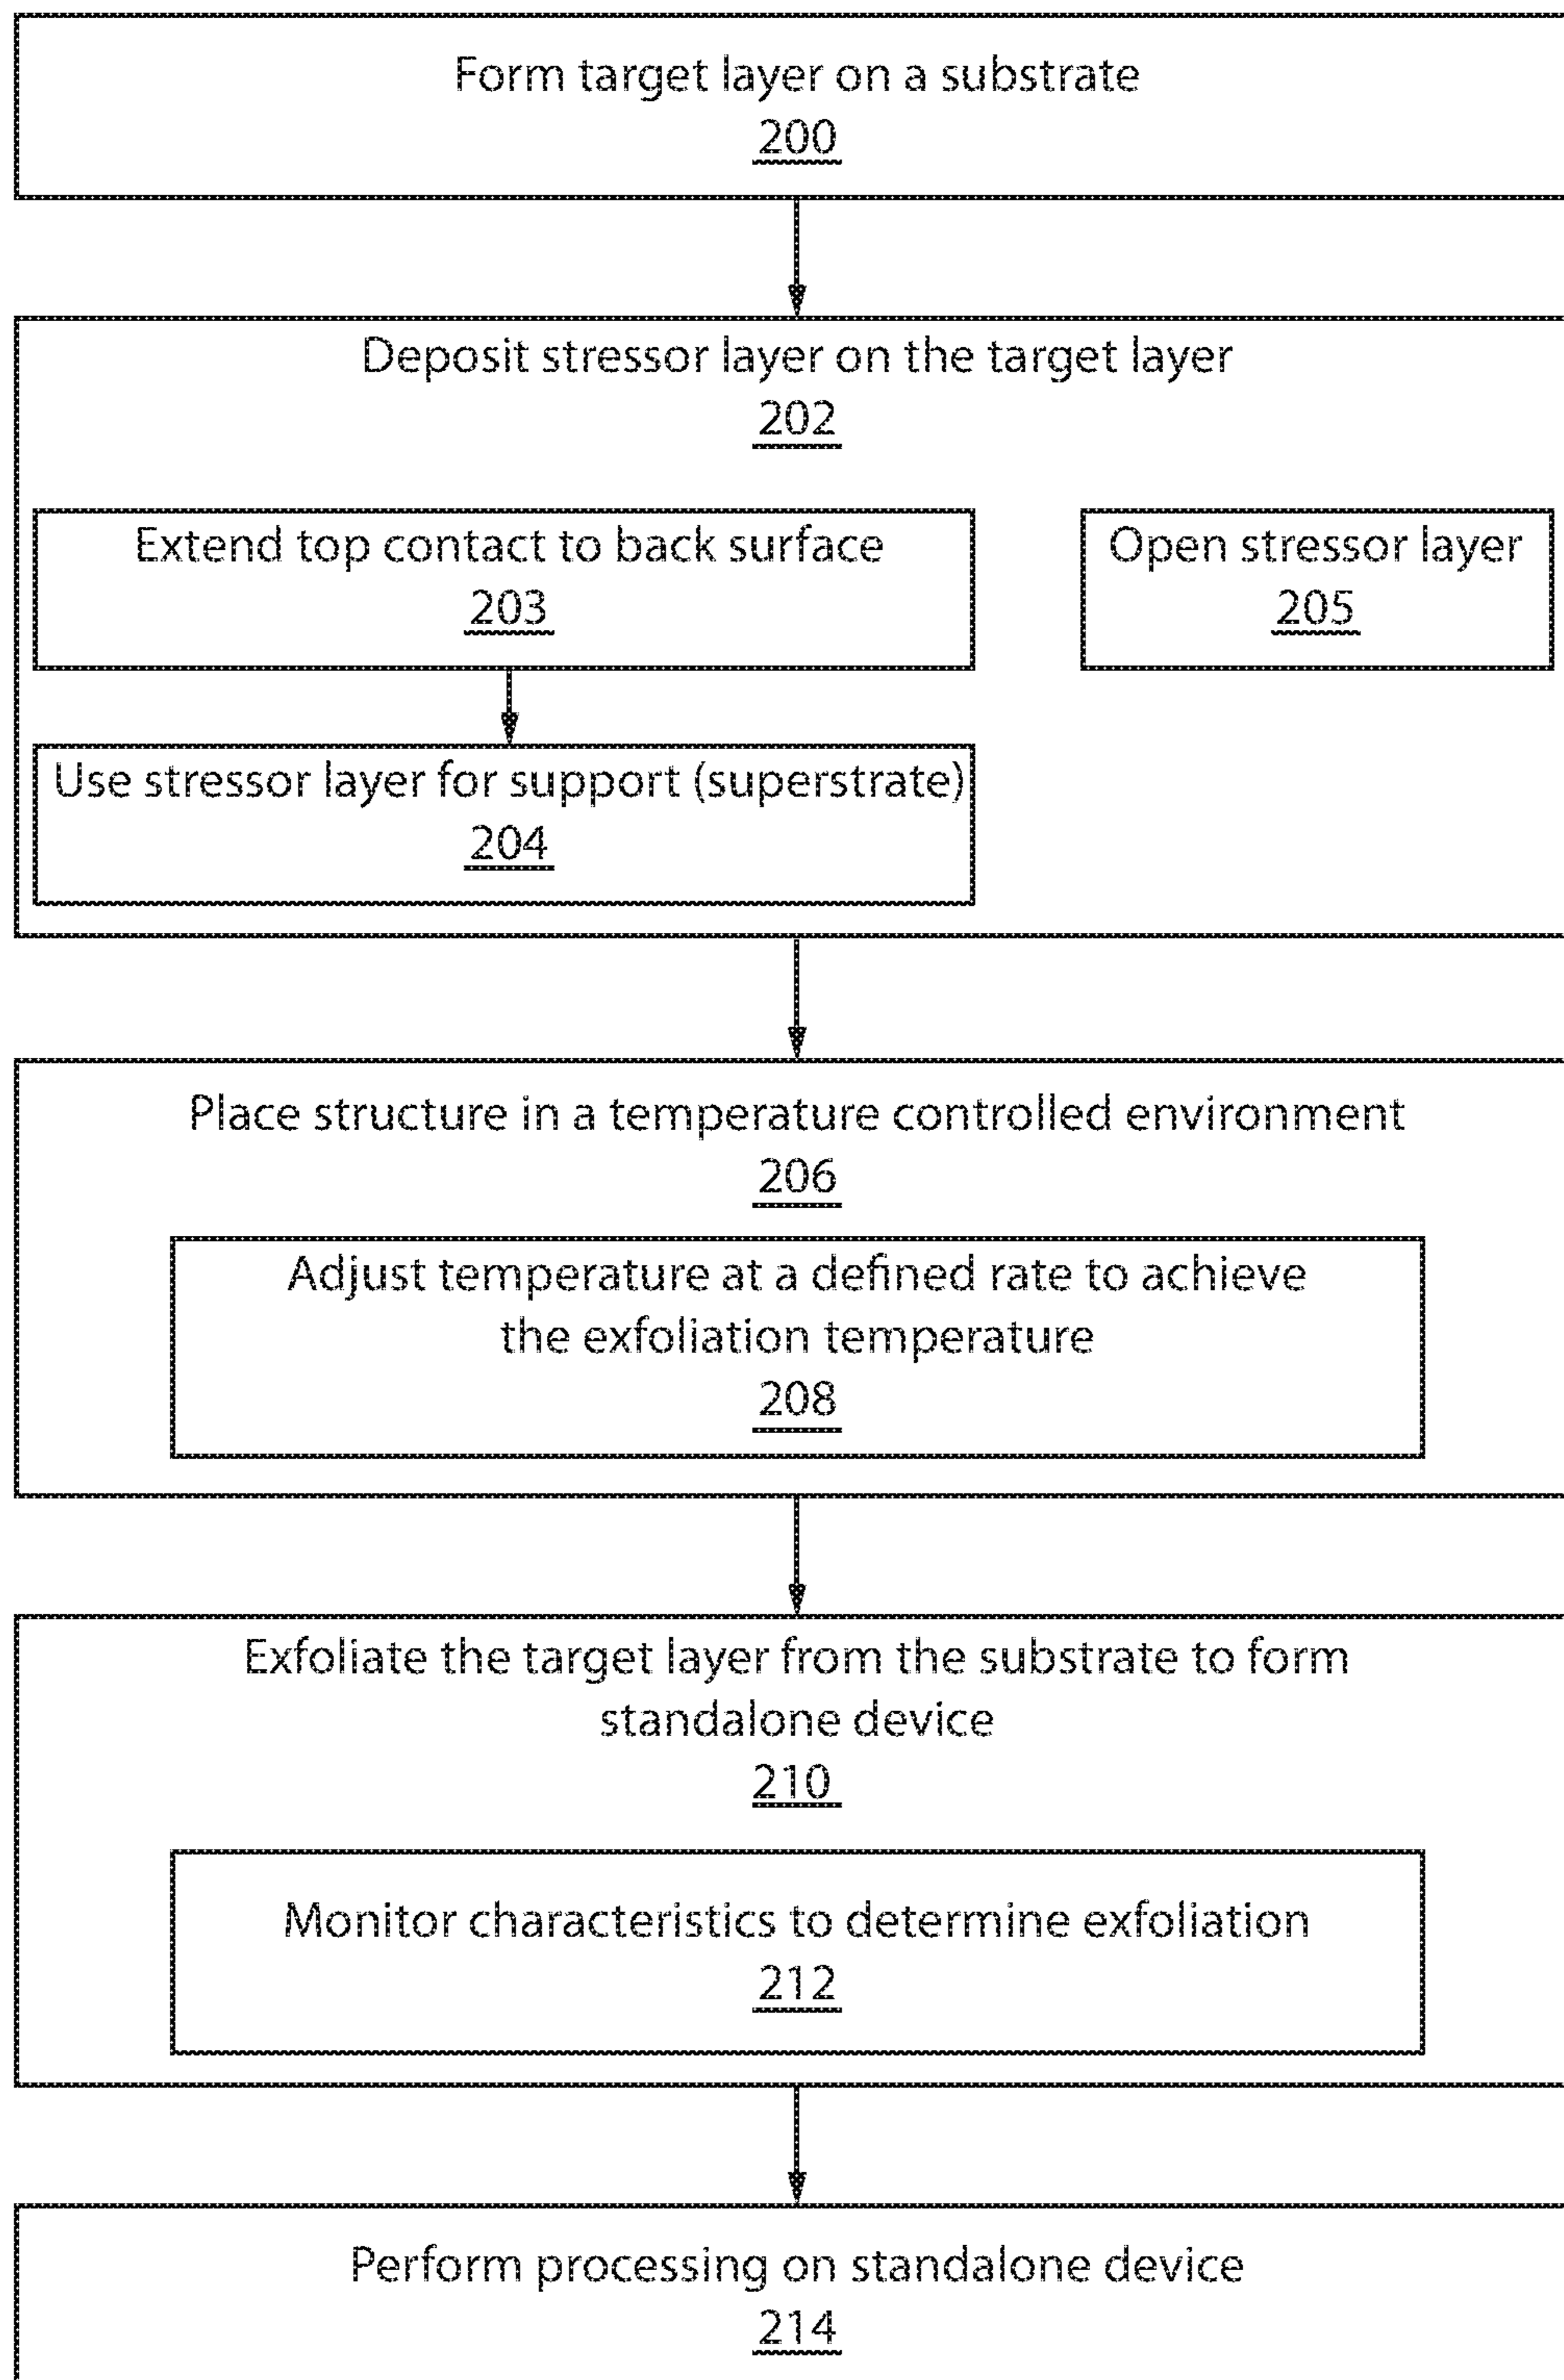 Form target layer on a substrate
200
Deposit stressor layer on the target layer
202
Extend top contact to back surface
203
Open stressor layer
205
Use stressor layer for support (superstrate)
204
Place structure in a temperature controlled environment
206
Adjust temperature at a defined rate to achieve
the exfoliation temperature
208
Exfoliate the target layer from the substrate to form
standalone device
210
Monitor characteristics to determine exfoliation
212
Perform processing on standalone device
214